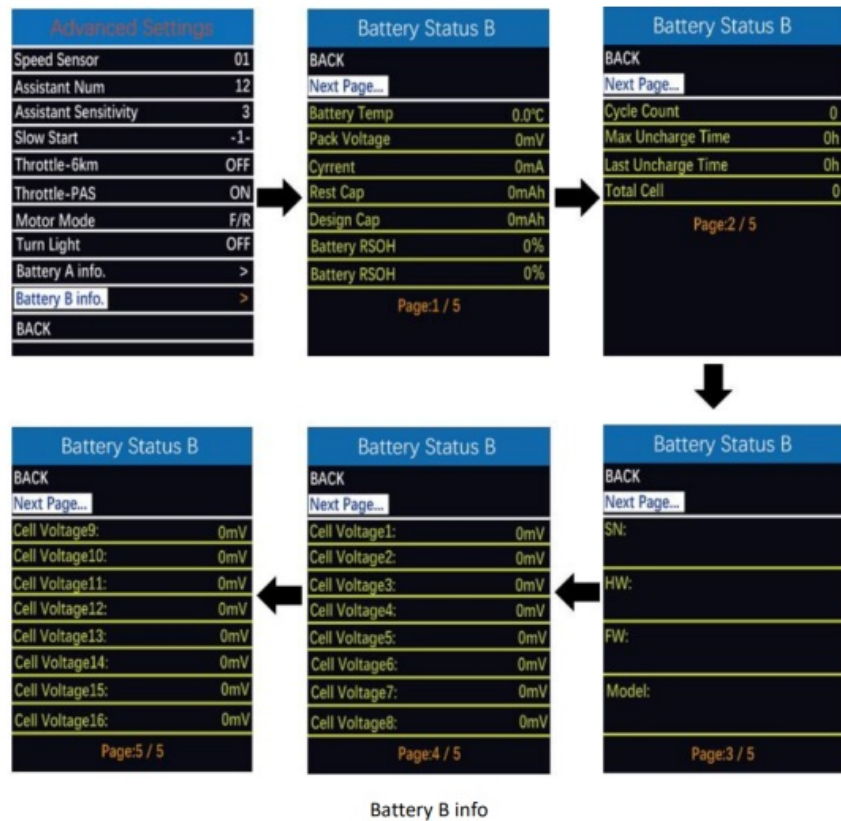 Advanced Settings
Speed Sensor 01
Assistant Num 12
Assistant Sensitivity 3
Slow Start -1-
Throttle-6km OFF
Throttle-PAS ON
Motor Mode F/R
Turn Light OFF
Battery A info. >
Battery B info. >
BACK
Battery Status B
BACK
Next Page...
Battery Temp 0.0℃
Pack Voltage 0mV
Cyrrent 0mA
Rest Cap 0mAh
Design Cap 0mAh
Battery RSOH 0%
Battery RSOH 0%
Page:1 / 5
Battery Status B
BACK
Next Page...
Cycle Count 0
Max Uncharge Time 0h
Last Uncharge Time 0h
Total Cell 0
Page:2 / 5
Battery Status B
BACK
Next Page...
SN:
HW:
FW:
Model:
Page:3 / 5
Battery Status B
BACK
Next Page...
Cell Voltage1: 0mV
Cell Voltage2: 0mV
Cell Voltage3: 0mV
Cell Voltage4: 0mV
Cell Voltage5: 0mV
Cell Voltage6: 0mV
Cell Voltage7: 0mV
Cell Voltage8: 0mV
Page:4 / 5
Battery Status B
BACK
Next Page...
Cell Voltage9: 0mV
Cell Voltage10: 0mV
Cell Voltage11: 0mV
Cell Voltage12: 0mV
Cell Voltage13: 0mV
Cell Voltage14: 0mV
Cell Voltage15: 0mV
Cell Voltage16: 0mV
Page:5 / 5
Battery B info